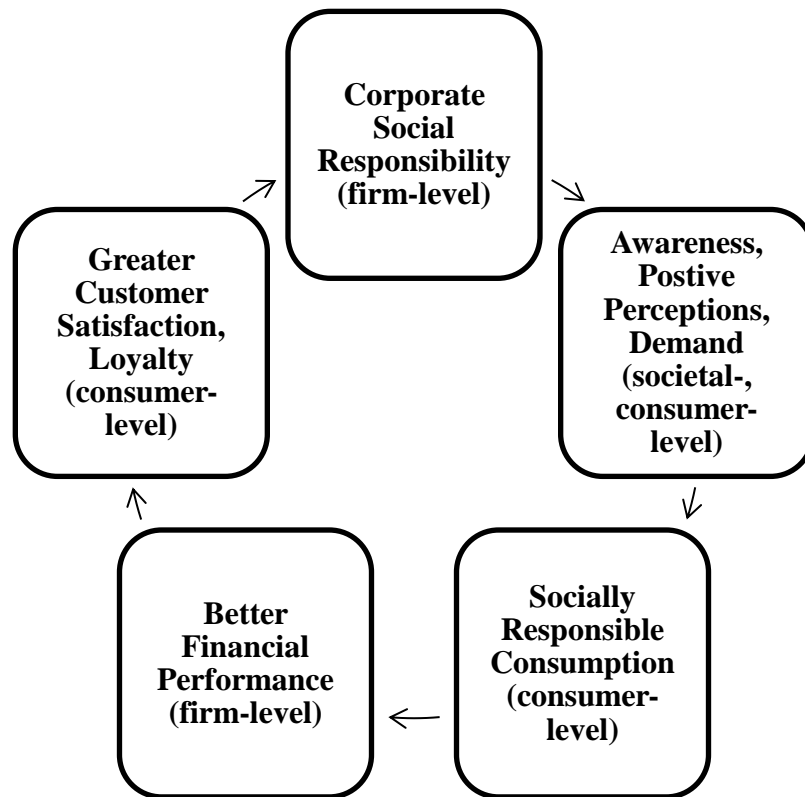 Corporate
Social
Responsibility
(firm-level)
Awareness,
Postive
Perceptions,
Demand
(societal-,
consumer-
level)
Socially
Responsible
Consumption
(consumer-
level)
Better
Financial
Performance
(firm-level)
Greater
Customer
Satisfaction,
Loyalty
(consumer-
level)